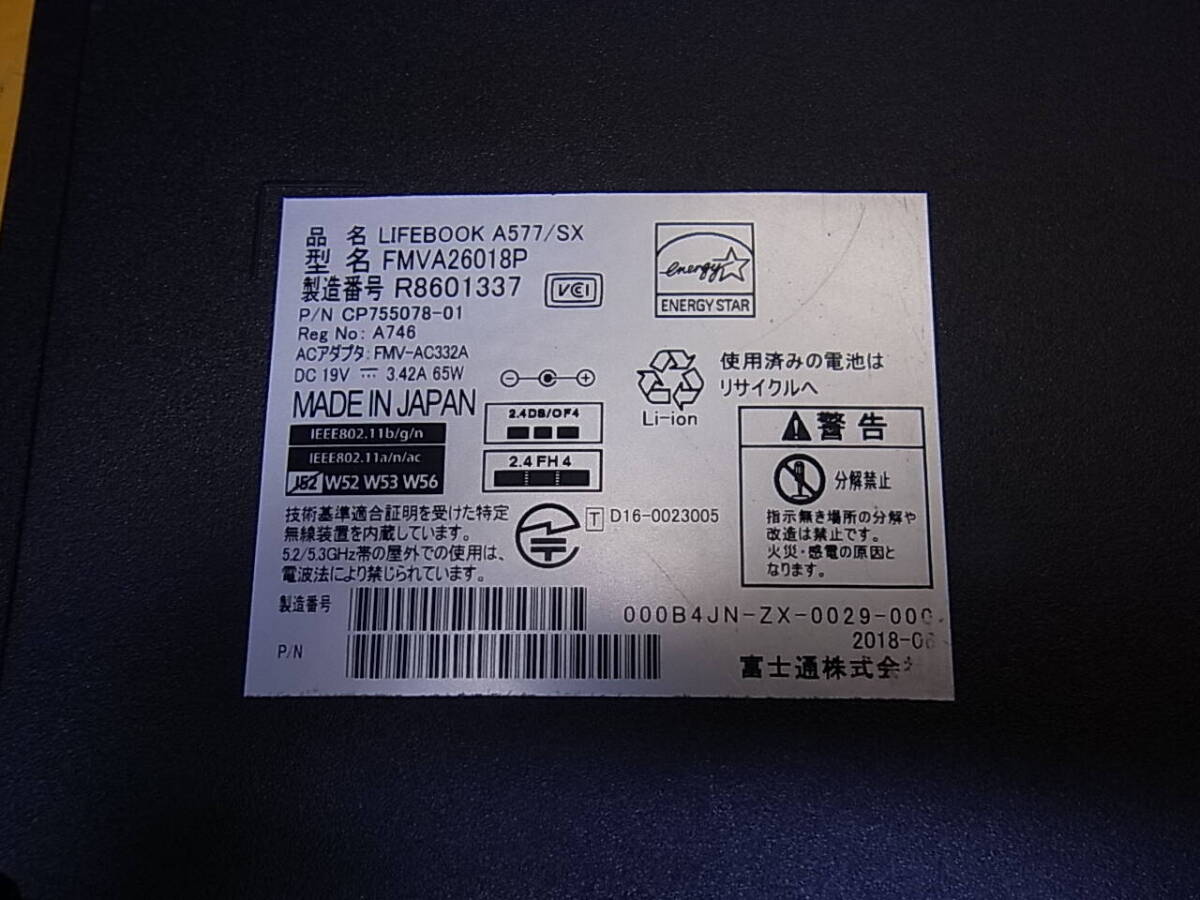 品 名 LIFEBOOK A577/SX
型 名 FMVA26018P
製造番号 R8601337
VCI
P/N CP755078-01
Reg No: A746
ACアダプタ: FMV-AC332A
DC 19V 3.42A 65W
MADE IN JAPAN
energy
ENERGY STAR
Li-ion
使用済みの電池は
リサイクルへ
IEEE802.11b/g/n
IEEE802.11a/n/ac
J52 W52 W53 W56
2.4DS/OF4
2.4FH4
警告
分解禁止
指示無き場所の分解や
改造は禁止です。
火災・感電の原因と
なります。
技術基準適合証明を受けた特定
無線装置を内蔵しています。
5.2/5.3GHz帯の屋外での使用は、
電波法により禁じられています。
T D16-0023005
製造番号
P/N
000B4JN-ZX-0029-000
2018-06
富士通株式会